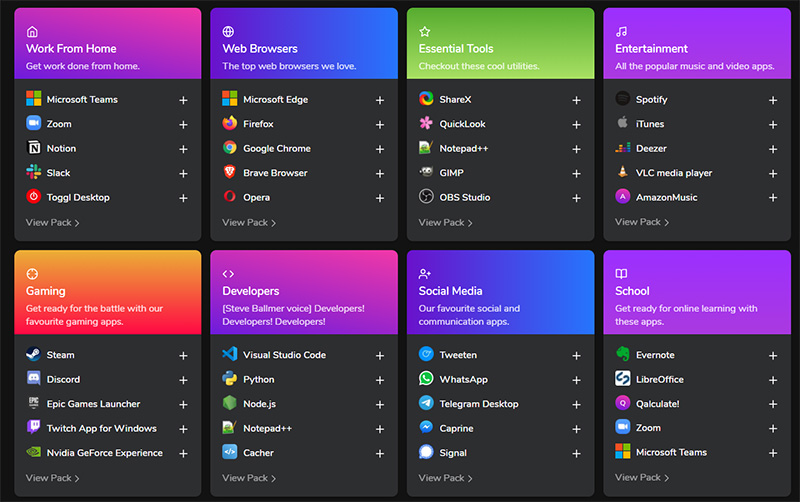 Work From Home
Get work done from home.
Microsoft Teams
Zoom
Notion
Slack
Toggl Desktop
View Pack
Web Browsers
The top web browsers we love.
Microsoft Edge
Firefox
Google Chrome
Brave Browser
Opera
View Pack
Essential Tools
Checkout these cool utilities.
ShareX
QuickLook
Notepad++
GIMP
OBS Studio
View Pack
Entertainment
All the popular music and video apps.
Spotify
iTunes
Deezer
VLC media player
AmazonMusic
View Pack
Gaming
Get ready for the battle with our
favourite gaming apps.
Steam
Discord
EPIC
GAMES
Epic Games Launcher
Twitch App for Windows
Nvidia GeForce Experience
View Pack
Developers
[Steve Ballmer voice] Developers!
Developers! Developers!
Visual Studio Code
Python
Node.js
Notepad++
Cacher
View Pack
Social Media
Our favourite social and
communication apps.
Tweeten
WhatsApp
Telegram Desktop
Caprine
Signal
View Pack
School
Get ready for online learning with
these apps.
Evernote
LibreOffice
Qalculate!
Zoom
Microsoft Teams
View Pack